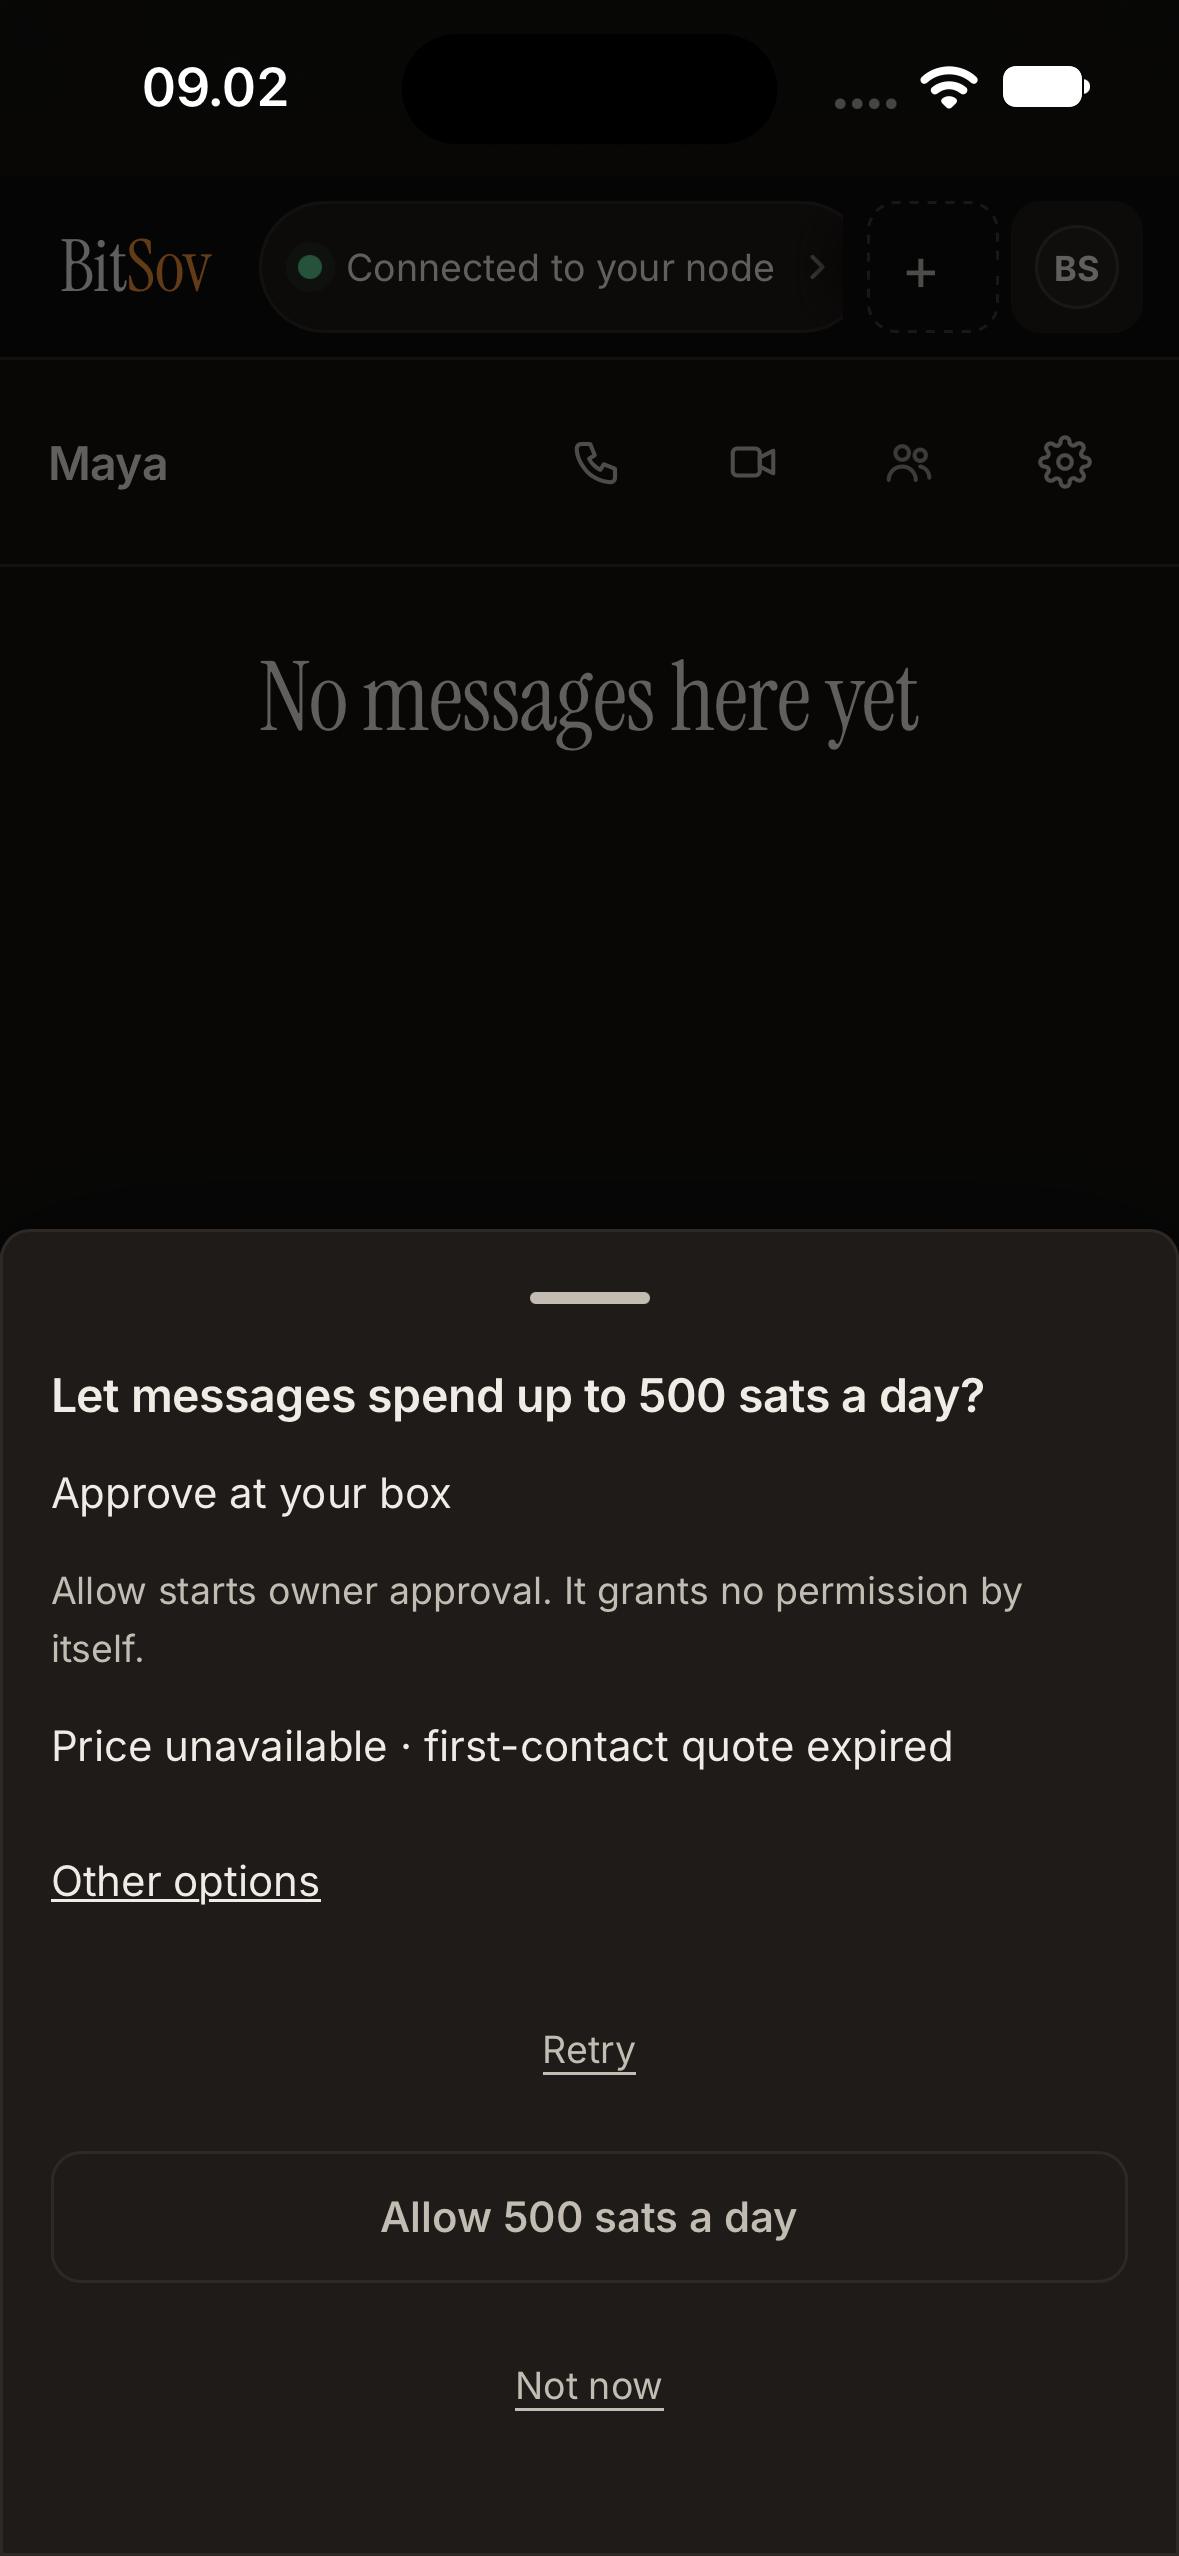 09.02
BitSov
Connected to your node
+
BS
Maya
No messages here yet
Let messages spend up to 500 sats a day?
Approve at your box
Allow starts owner approval. It grants no permission by
itself.
Price unavailable · first-contact quote expired
Other options
Retry
Allow 500 sats a day
Not now